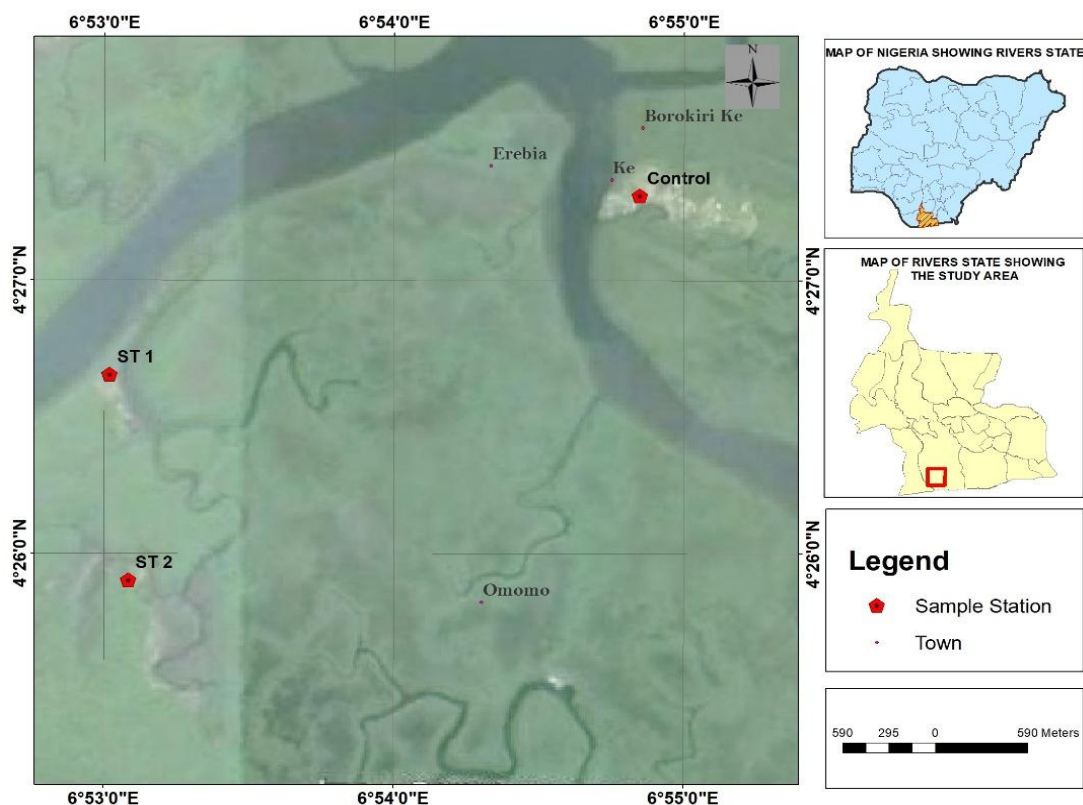 6°53'0"E 6°54'0"E 6°55'0"E
N
Borokiri Ke
Erebia
Ke
Control
4°27'0"N
4°27'0"N
ST 1
4°26'0"N
4°26'0"N
ST 2
Omomo
6°53'0"E 6°54'0"E 6°55'0"E
MAP OF NIGERIA SHOWING RIVERS STATE
MAP OF RIVERS STATE SHOWING
THE STUDY AREA
Legend
Sample Station
Town
590 295 0 590 Meters